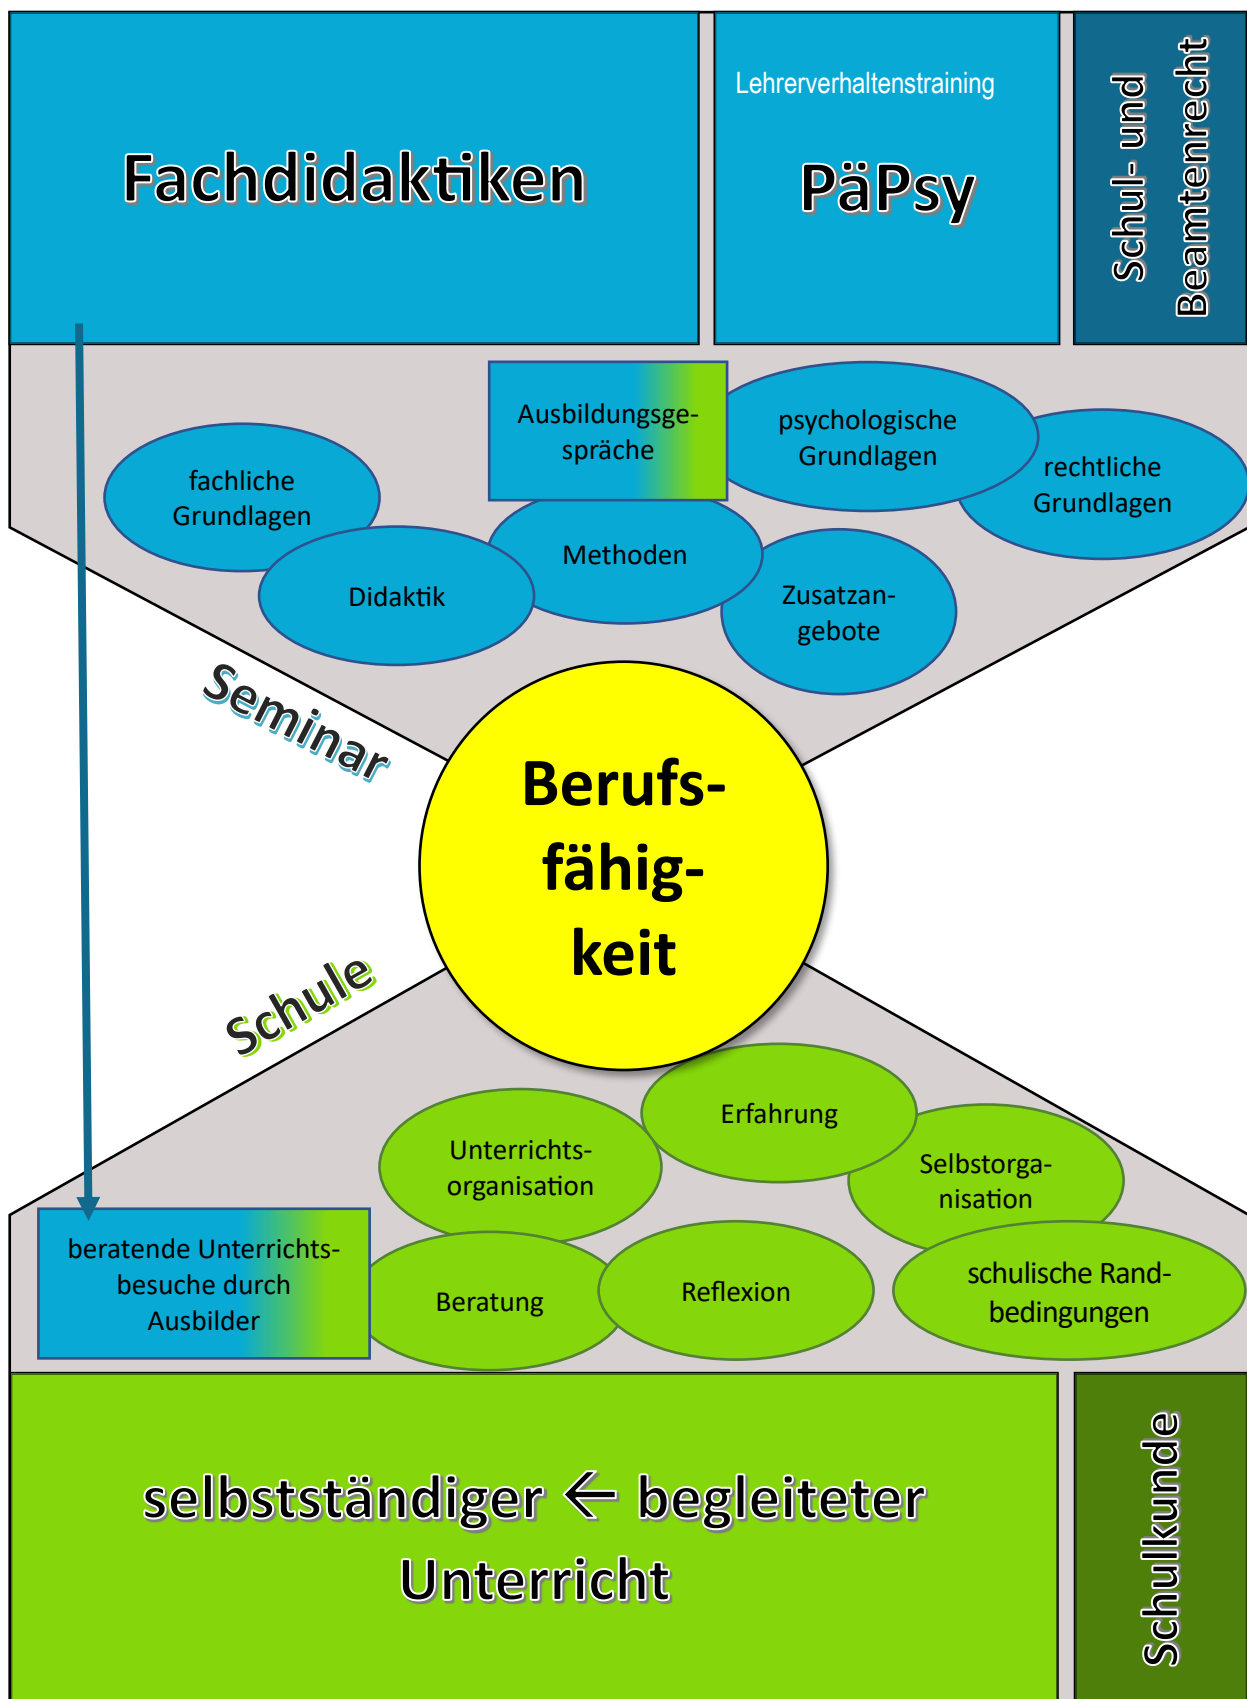 Fachdidaktiken
Lehrerverhaltenstraining
PäPsy
Schul- und
Beamtenrecht
Ausbildungsge-
spräche
psychologische
Grundlagen
rechtliche
Grundlagen
fachliche
Grundlagen
Didaktik
Methoden
Zusatzan-
gebote
Seminar
Berufs-
fähig-
keit
Schule
Erfahrung
Unterrichts-
organisation
Selbstorga-
nisation
beratende Unterrichts-
besuche durch
Ausbilder
Beratung
Reflexion
schulische Rand-
bedingungen
selbstständiger ← begleiteter
Unterricht
Schulkunde